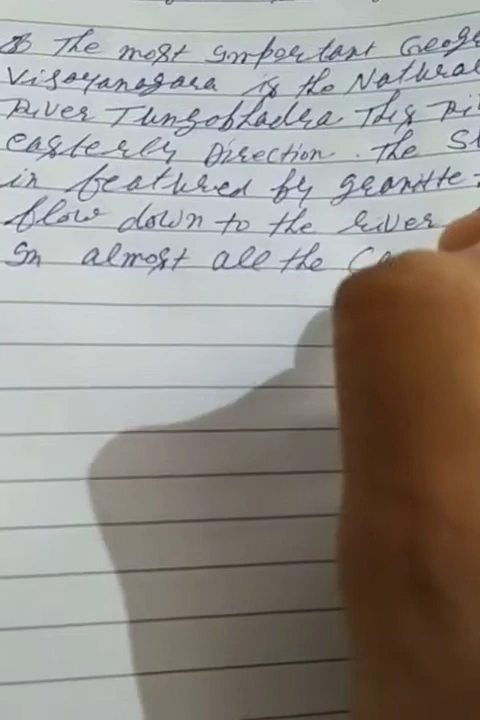 The most Important Geog
Vijayanagara is the Natural
River Tungabhadra. This Ri
easterly Direction. The S
in featured by granite
flow down to the River
In almost all the